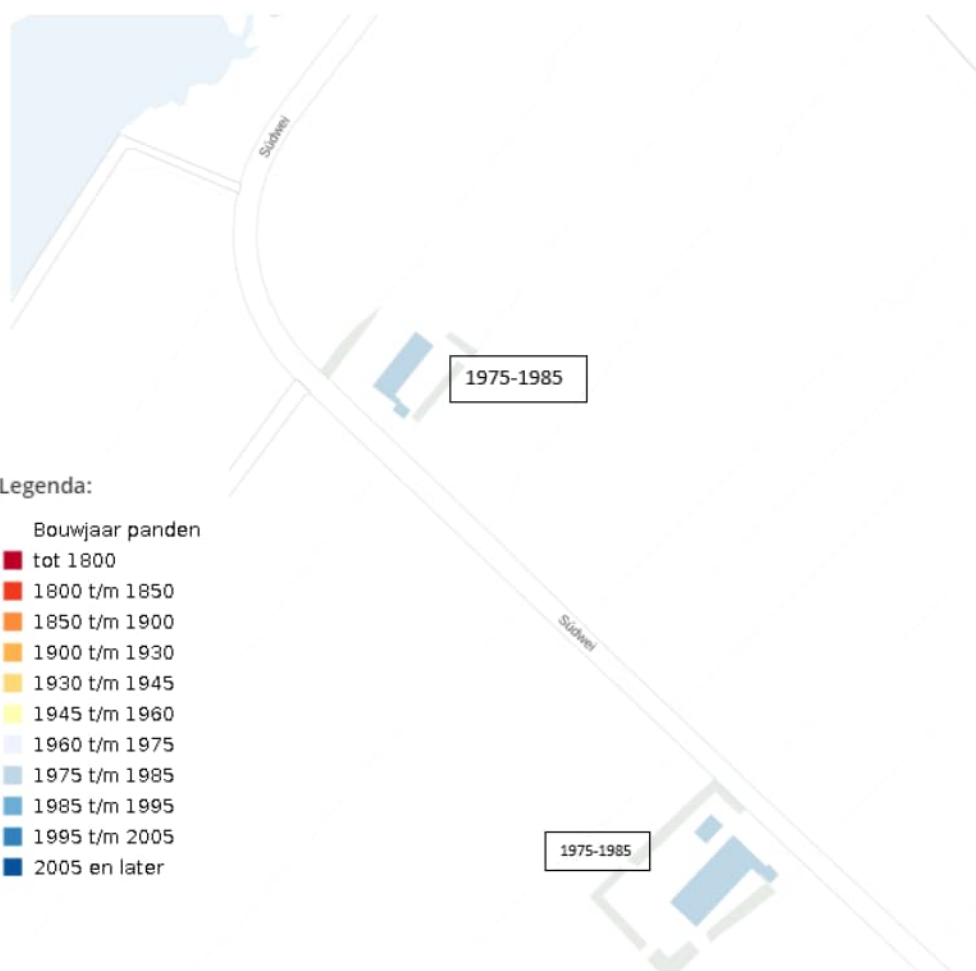 Súdwei
1975-1985
Legenda:
Bouwjaar panden
tot 1800
1800 t/m 1850
1850 t/m 1900
1900 t/m 1930
1930 t/m 1945
1945 t/m 1960
1960 t/m 1975
1975 t/m 1985
1985 t/m 1995
1995 t/m 2005
2005 en later
Súdwei
1975-1985